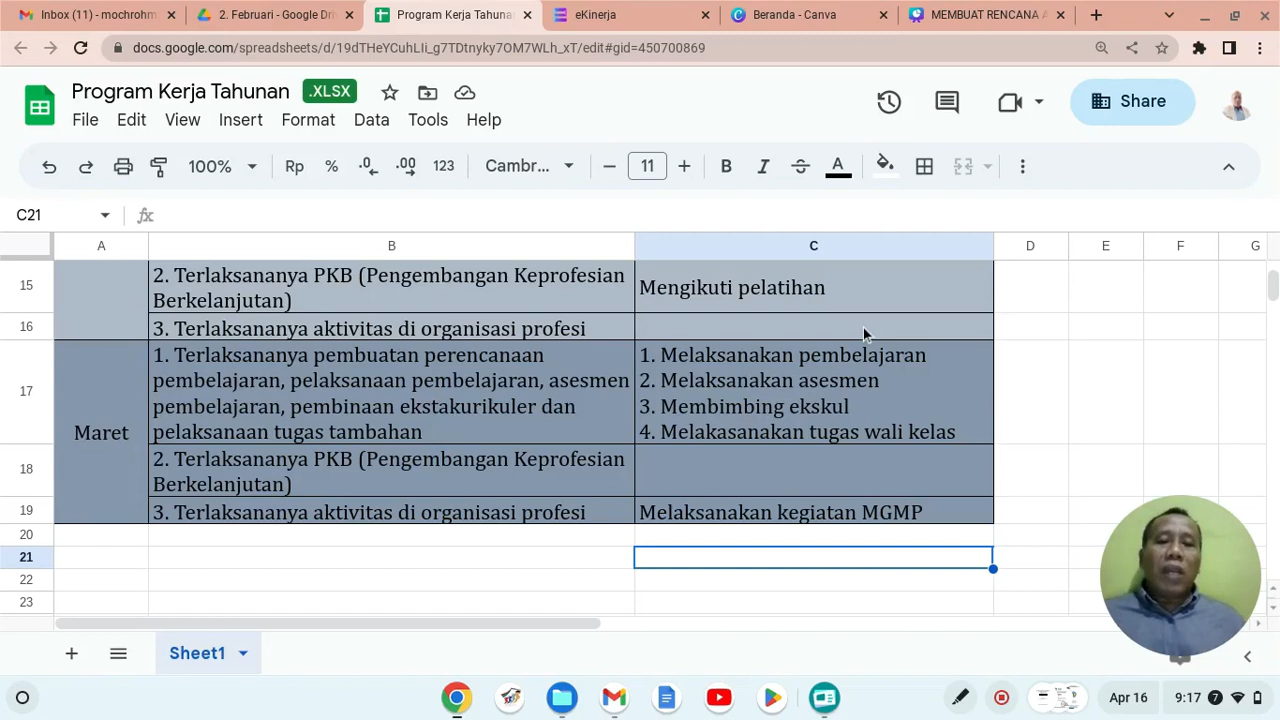 Inbox (11) - mochrohm
2. Februari - Google Dri
Program Kerja Tahuna
eKinerja
Beranda - Canva
MEMBUAT RENCANA A
docs.google.com/spreadsheets/d/19dTHeYCuhLIi_g7TDtnyky7OM7WLh_xT/edit#gid=450700869
Program Kerja Tahunan .XLSX
Share
File Edit View Insert Format Data Tools Help
100% Rp % .0 .00 123 Cambr... 11 B I S A
C21 fx
A B C D E F G
15 2. Terlaksananya PKB (Pengembangan Keprofesian
Berkelanjutan)
Mengikuti pelatihan
16 3. Terlaksananya aktivitas di organisasi profesi
17 Maret
1. Terlaksananya pembuatan perencanaan
pembelajaran, pelaksanaan pembelajaran, asesmen
pembelajaran, pembinaan ekstakurikuler dan
pelaksanaan tugas tambahan
1. Melaksanakan pembelajaran
2. Melaksanakan asesmen
3. Membimbing ekskul
4. Melakasanakan tugas wali kelas
18 2. Terlaksananya PKB (Pengembangan Keprofesian
Berkelanjutan)
19 3. Terlaksananya aktivitas di organisasi profesi
Melaksanakan kegiatan MGMP
20
21
22
23
Sheet1
Apr 16
9:17
7